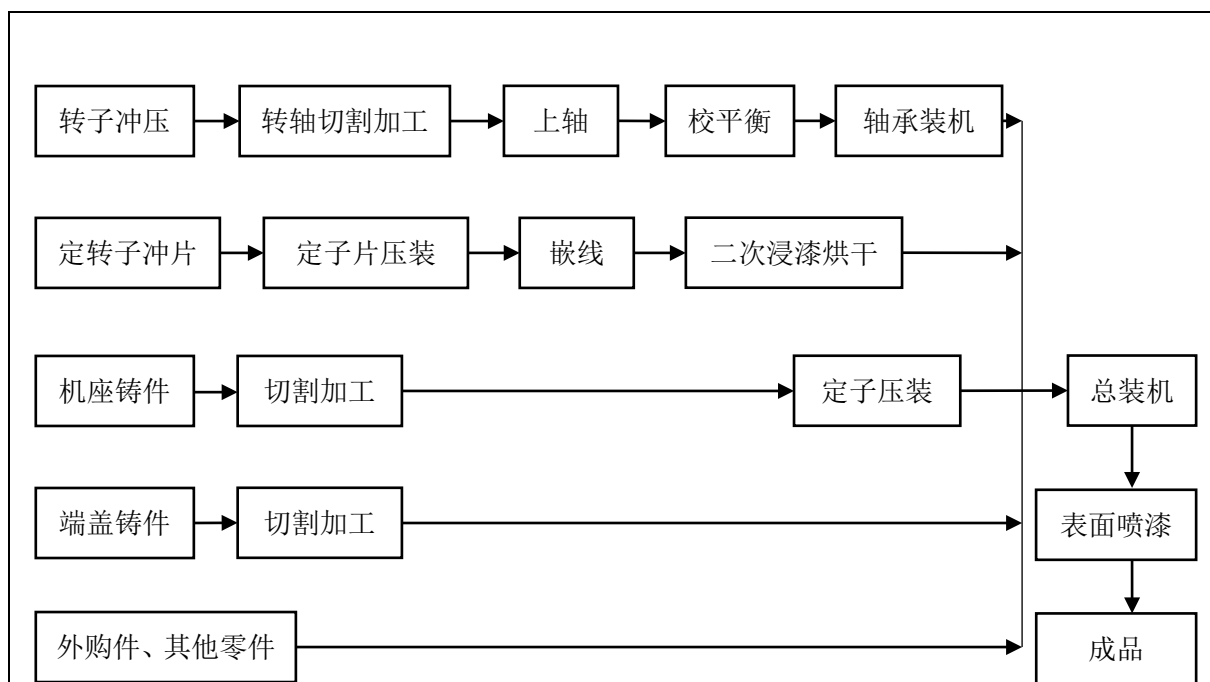 转子冲压 转轴切割加工 上轴 校平衡 轴承装机
定转子冲片 定子片压装 嵌线 二次浸漆烘干
机座铸件 切割加工 定子压装 总装机
端盖铸件 切割加工 表面喷漆
外购件、其他零件 成品